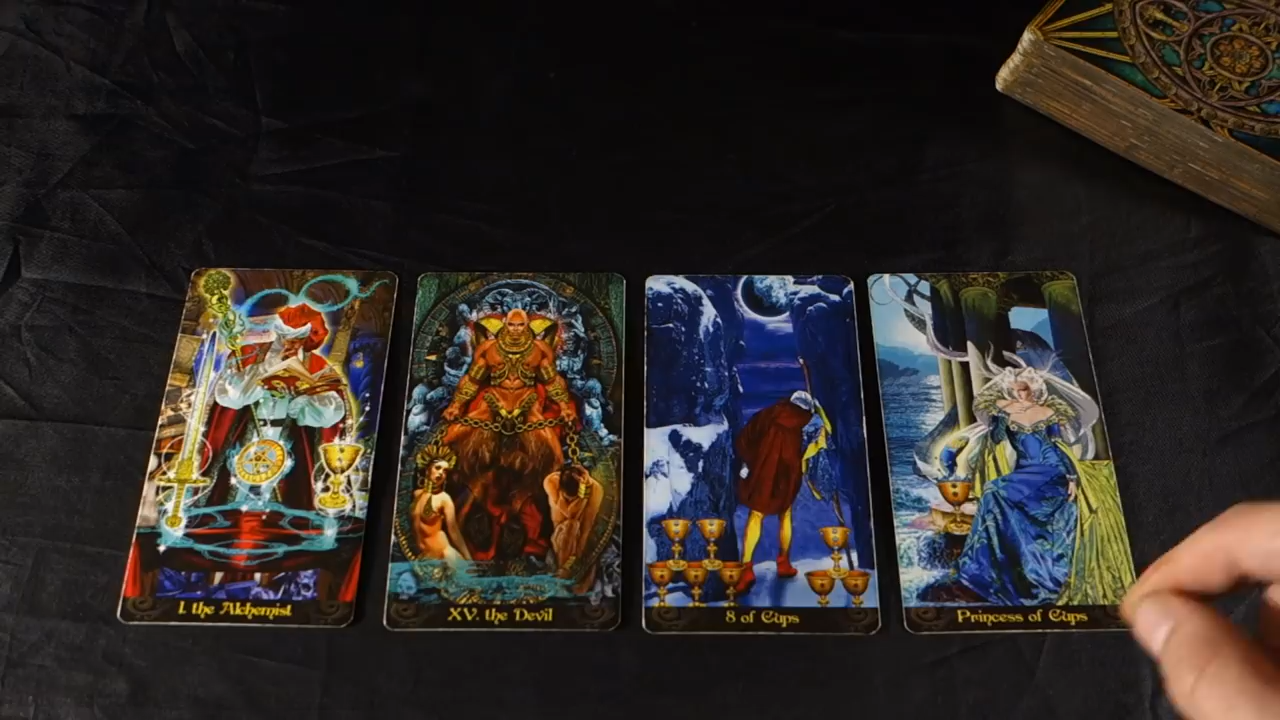 I. the Alchemist
XV. the Devil
8 of Cups
Princess of Cups